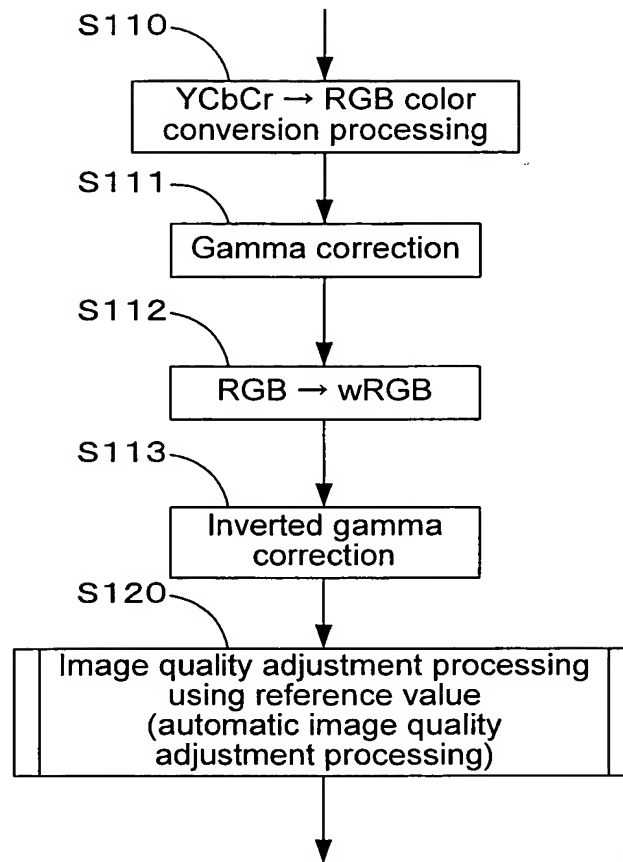 S110
YCbCr → RGB color
conversion processing
S111
Gamma correction
S112
RGB → wRGB
S113
Inverted gamma
correction
S120
Image quality adjustment processing
using reference value
(automatic image quality
adjustment processing)